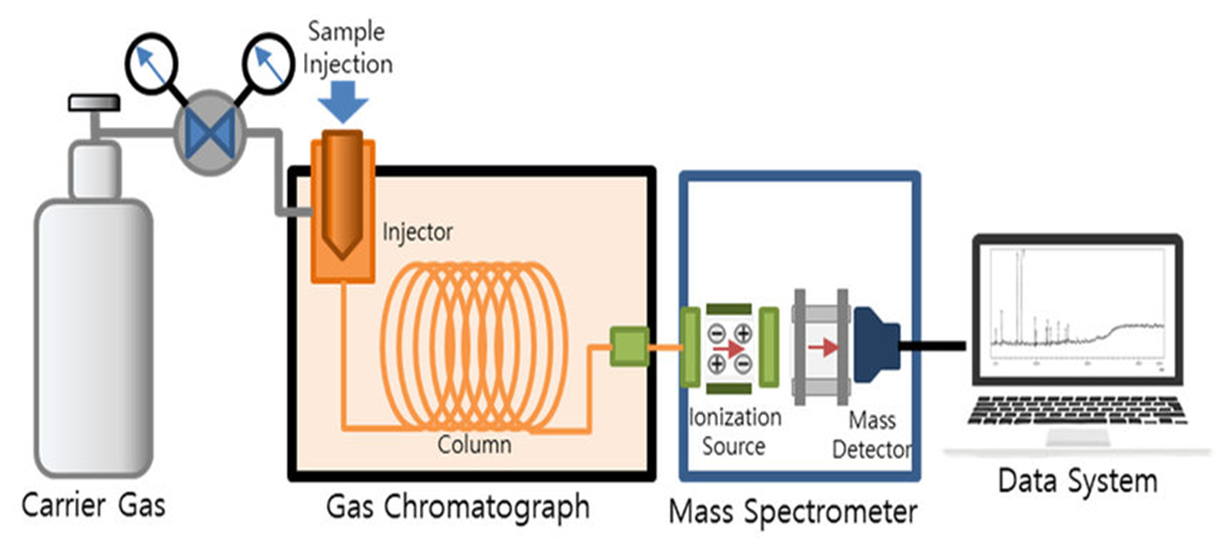 Sample
Injection
Injector
Column
Ionization
Source
Mass
Detector
Carrier Gas
Gas Chromatograph
Mass Spectrometer
Data System